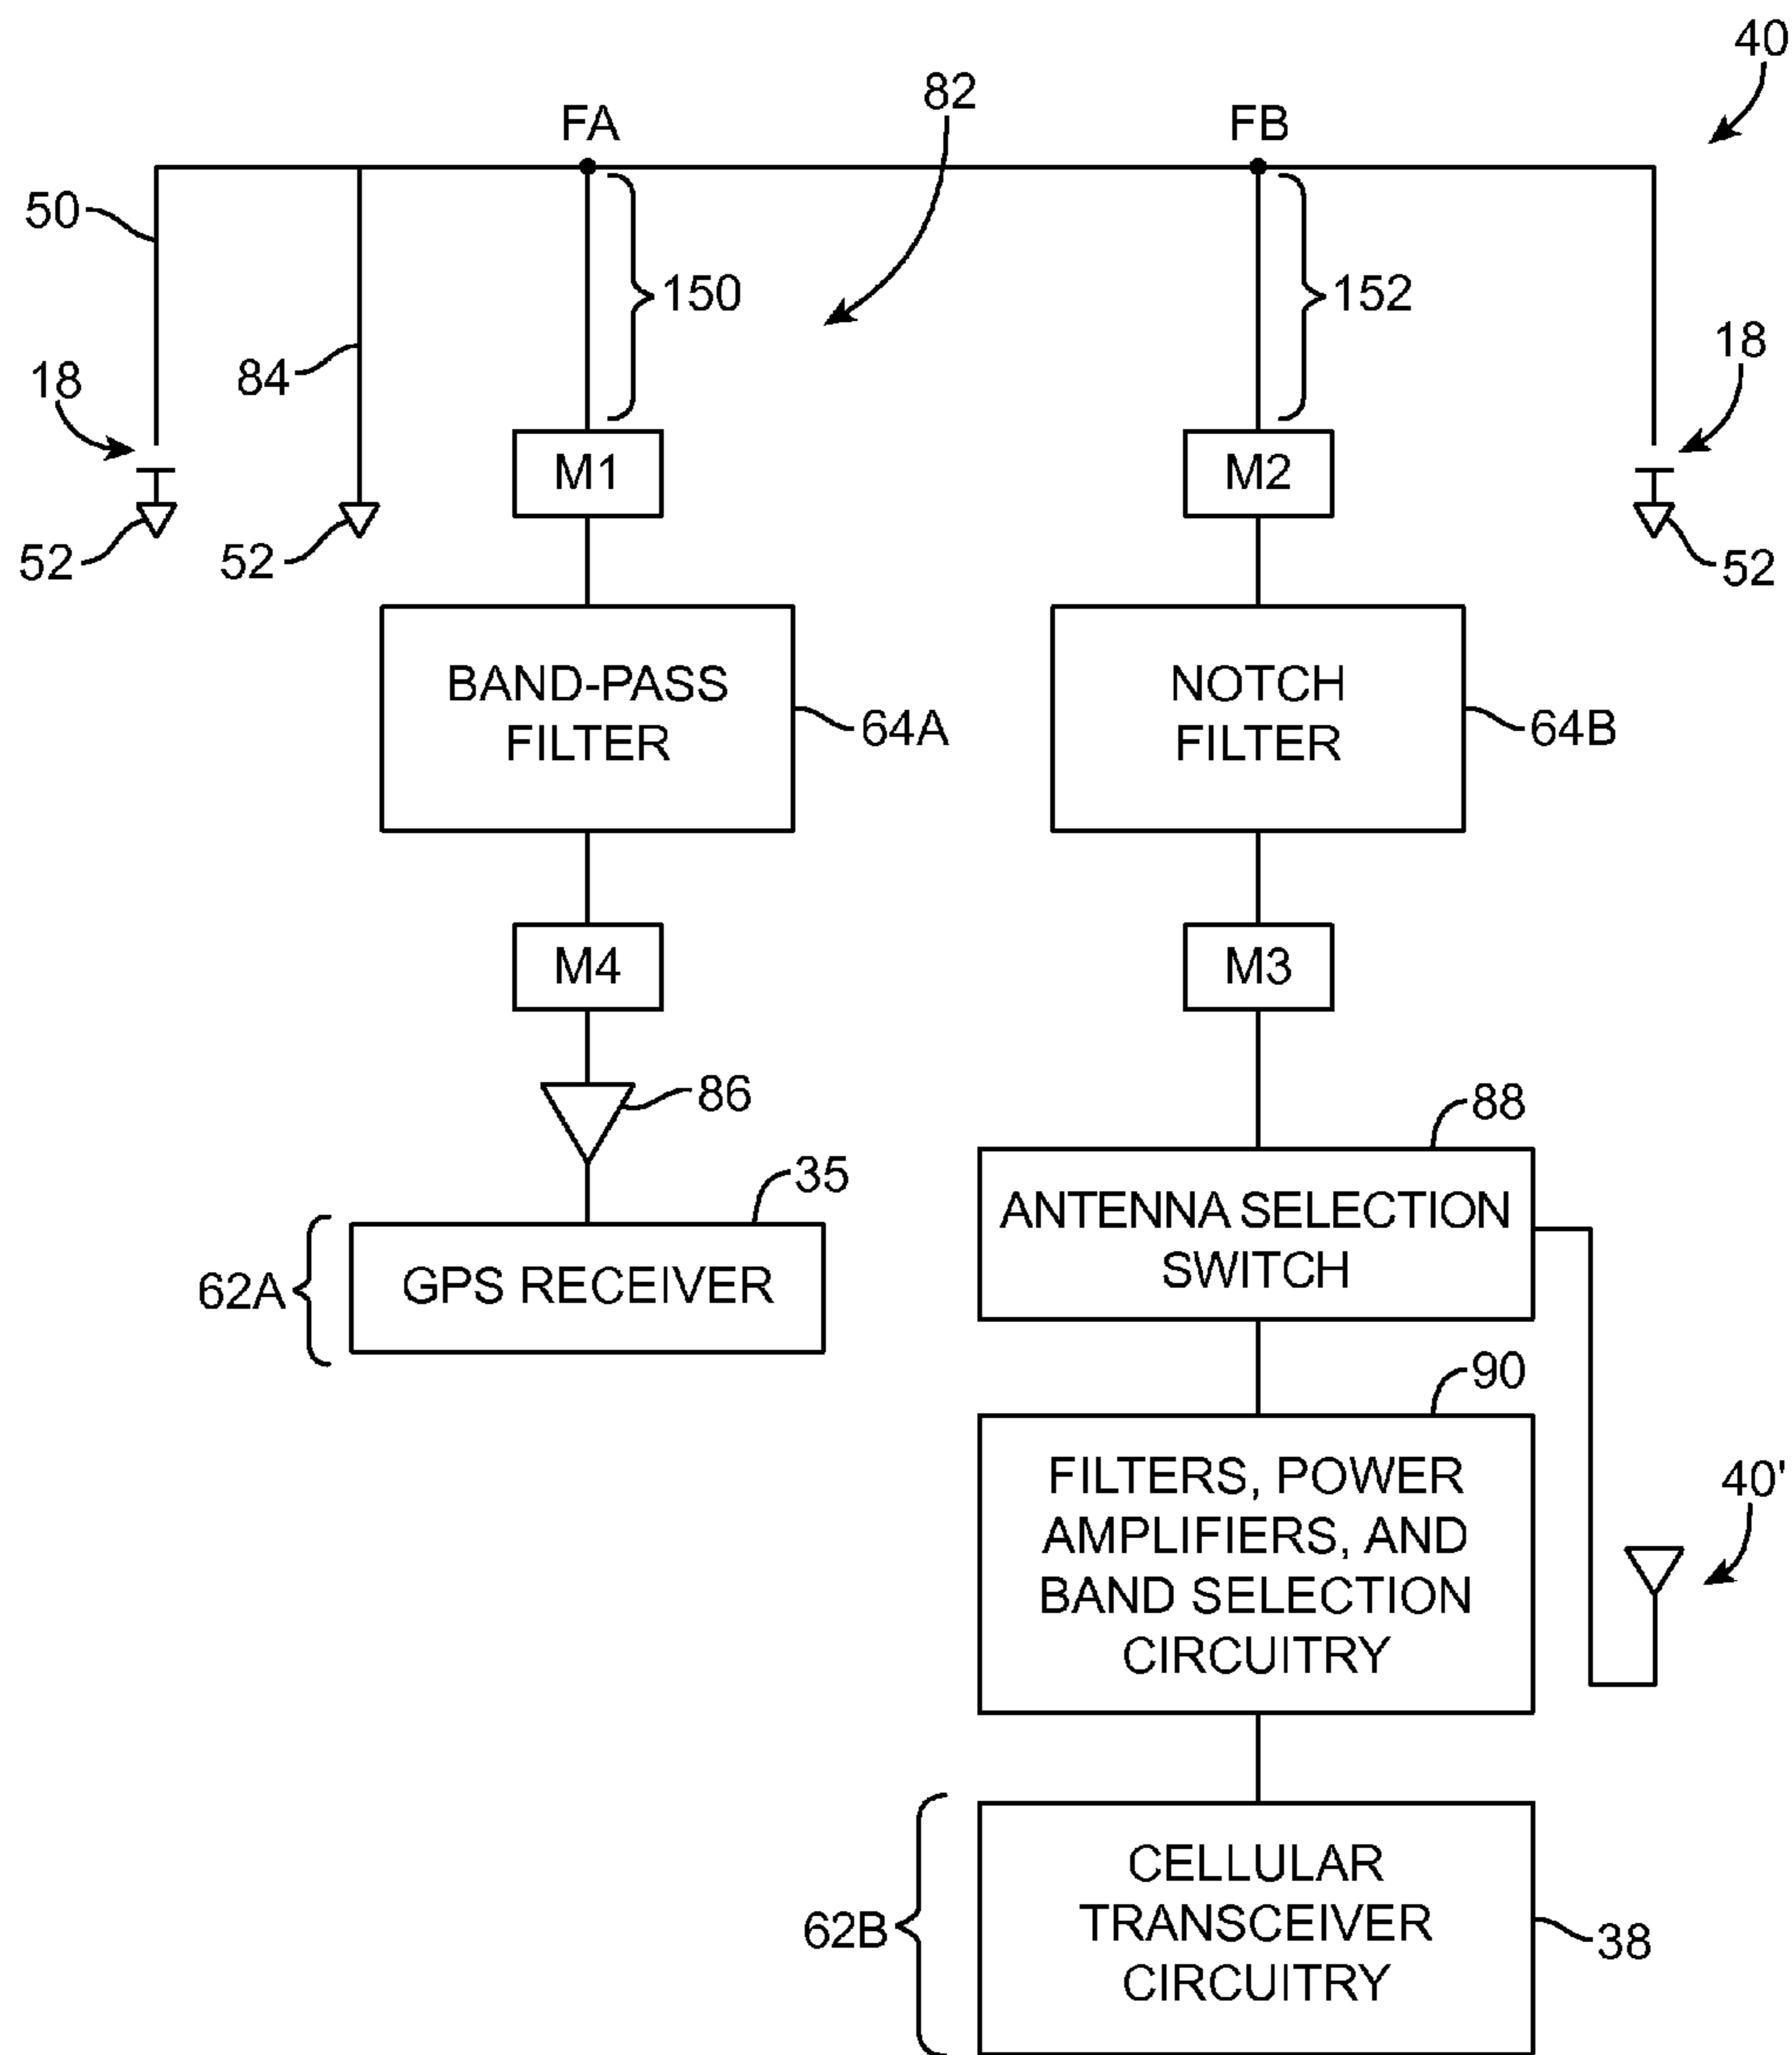 40
82
FA
FB
50
150
152
18
84
18
M1
M2
52
52
52
BAND-PASS
FILTER
64A
NOTCH
FILTER
64B
M4
M3
86
88
35
ANTENNA SELECTION
SWITCH
62A
GPS RECEIVER
90
FILTERS, POWER
AMPLIFIERS, AND
BAND SELECTION
CIRCUITRY
40'
CELLULAR
TRANSCEIVER
CIRCUITRY
62B
38